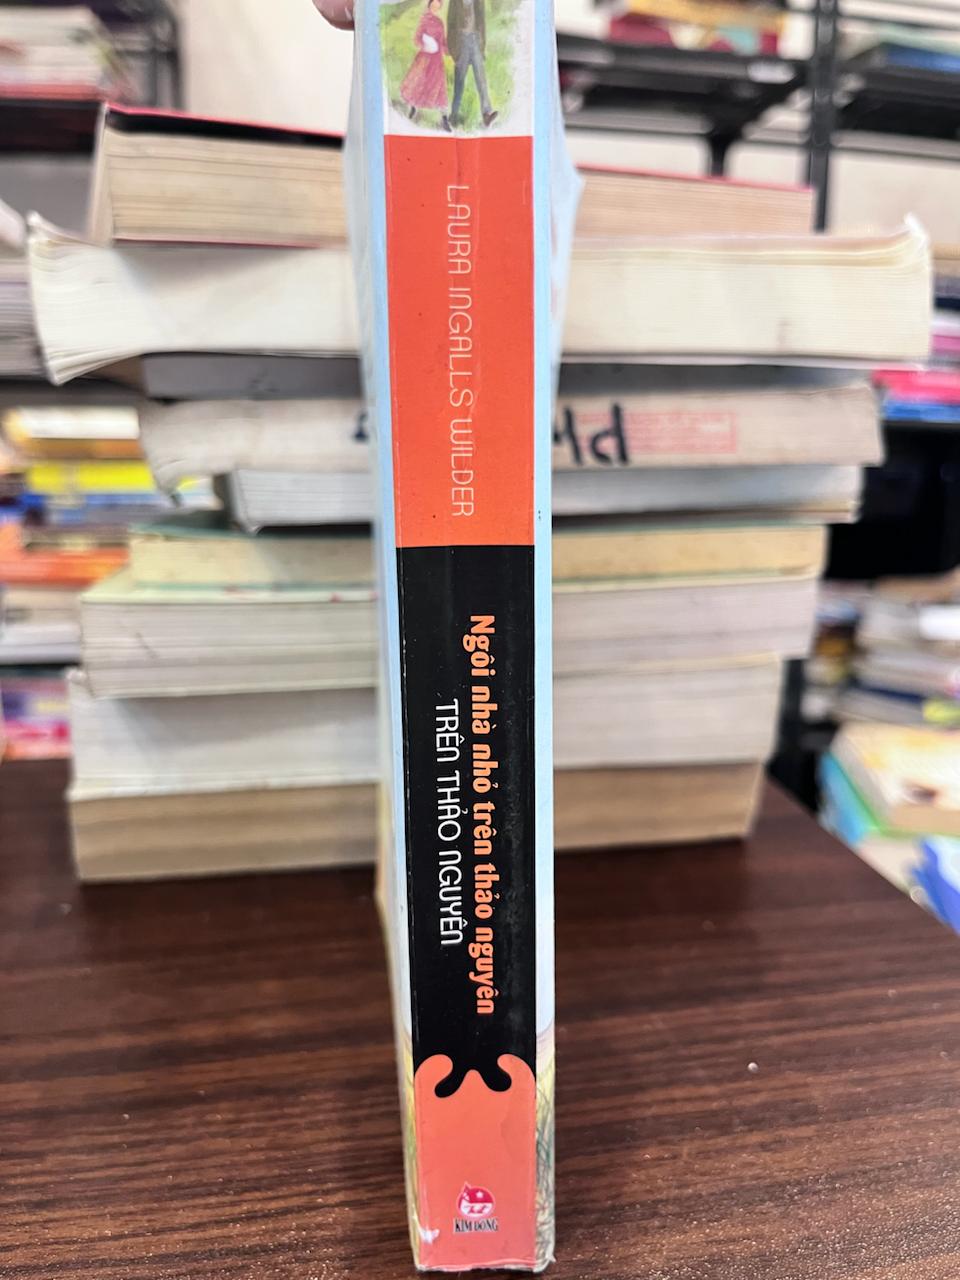 LAURA INGALLS WILDER
Ngôi nhà nhỏ trên thảo nguyên
TRÊN THẢO NGUYÊN
KIM ĐỒNG